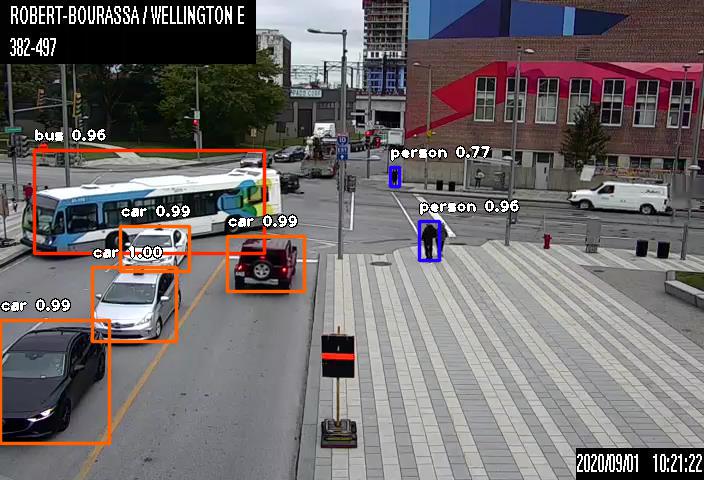 ROBERT-BOURASSA / WELLINGTON E
382-497
bus 0.96
person 0.77
person 0.96
car 0.99
car 0.99
car 1.00
car 0.99
2020/09/01 10:21:22